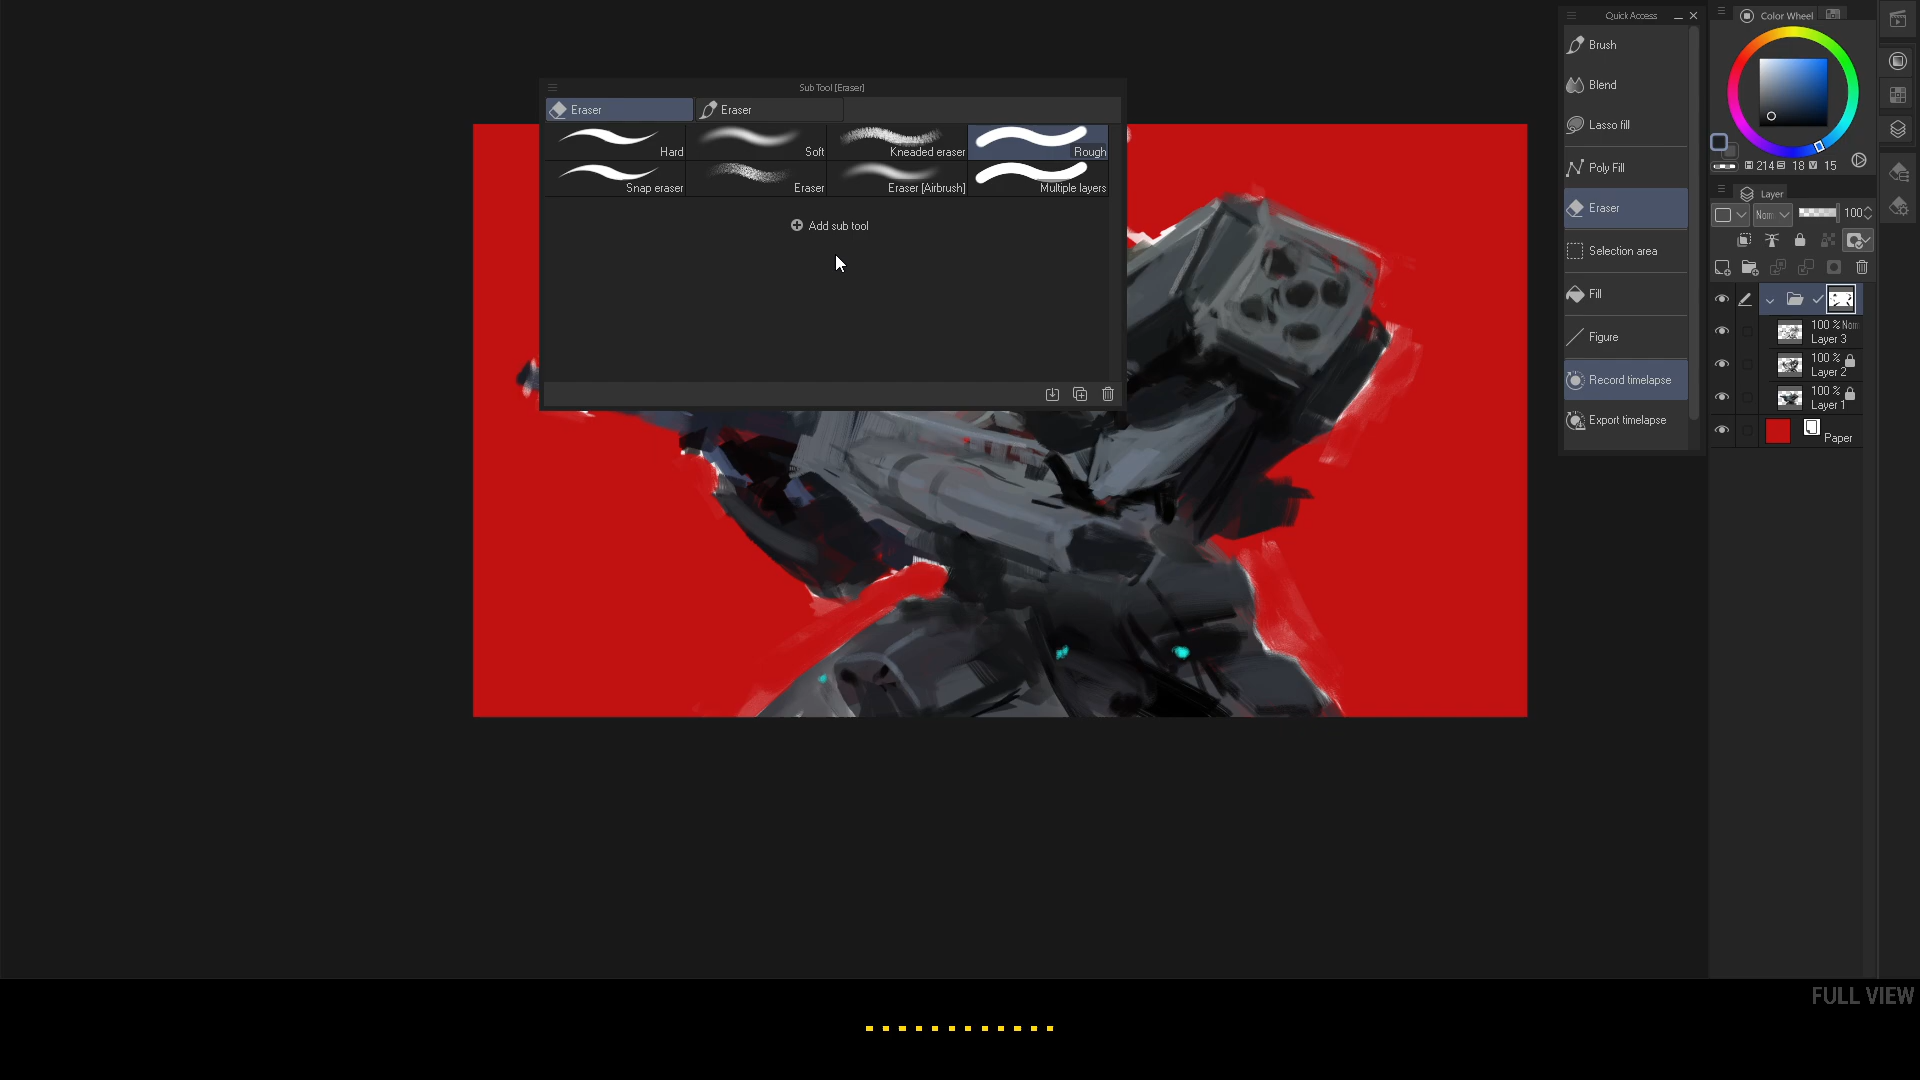 Sub Tool [Eraser]
Eraser
Eraser
Hard
Soft
Kneaded eraser
Rough
Snap eraser
Eraser
Eraser [Airbrush]
Multiple layers
Add sub tool
Quick Access
Brush
Blend
Lasso fill
Poly Fill
Eraser
Selection area
Fill
Figure
Record timelapse
Export timelapse
Color Wheel
H 214 S 18 V 15
Layer
Norn 100
100 % Norn
Layer 3
100 %
Layer 2
100 %
Layer 1
Paper
FULL VIEW